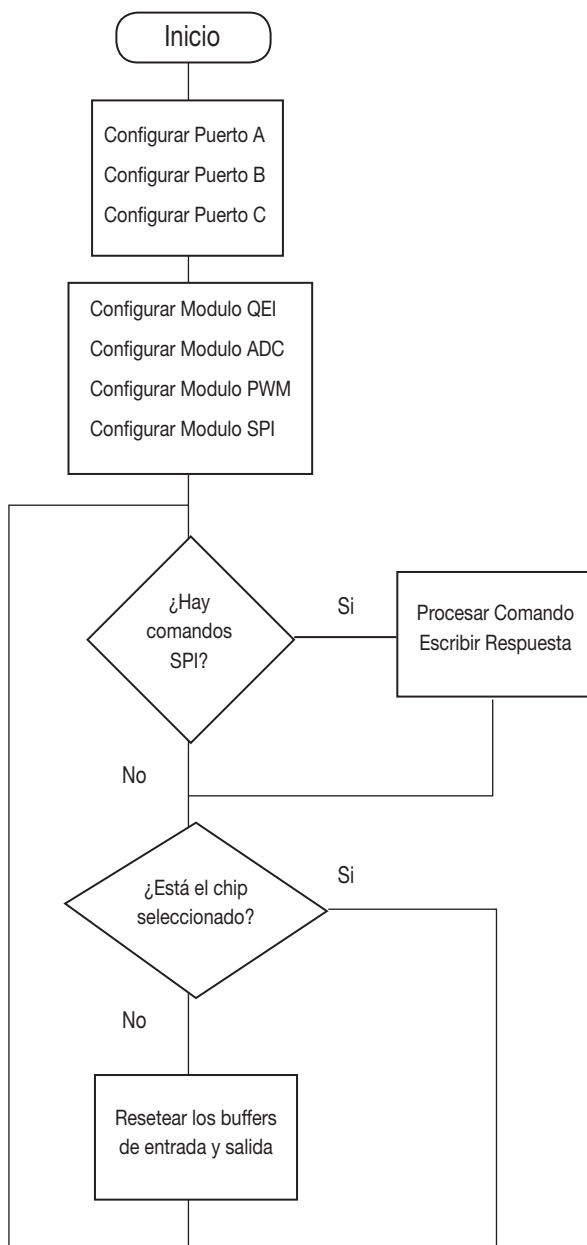 Inicio
Configurar Puerto A
Configurar Puerto B
Configurar Puerto C
Configurar Modulo QEI
Configurar Modulo ADC
Configurar Modulo PWM
Configurar Modulo SPI
¿Hay
comandos
SPI?
Si
Procesar Comando
Escribir Respuesta
No
¿Está el chip
seleccionado?
Si
No
Resetear los buffers
de entrada y salida